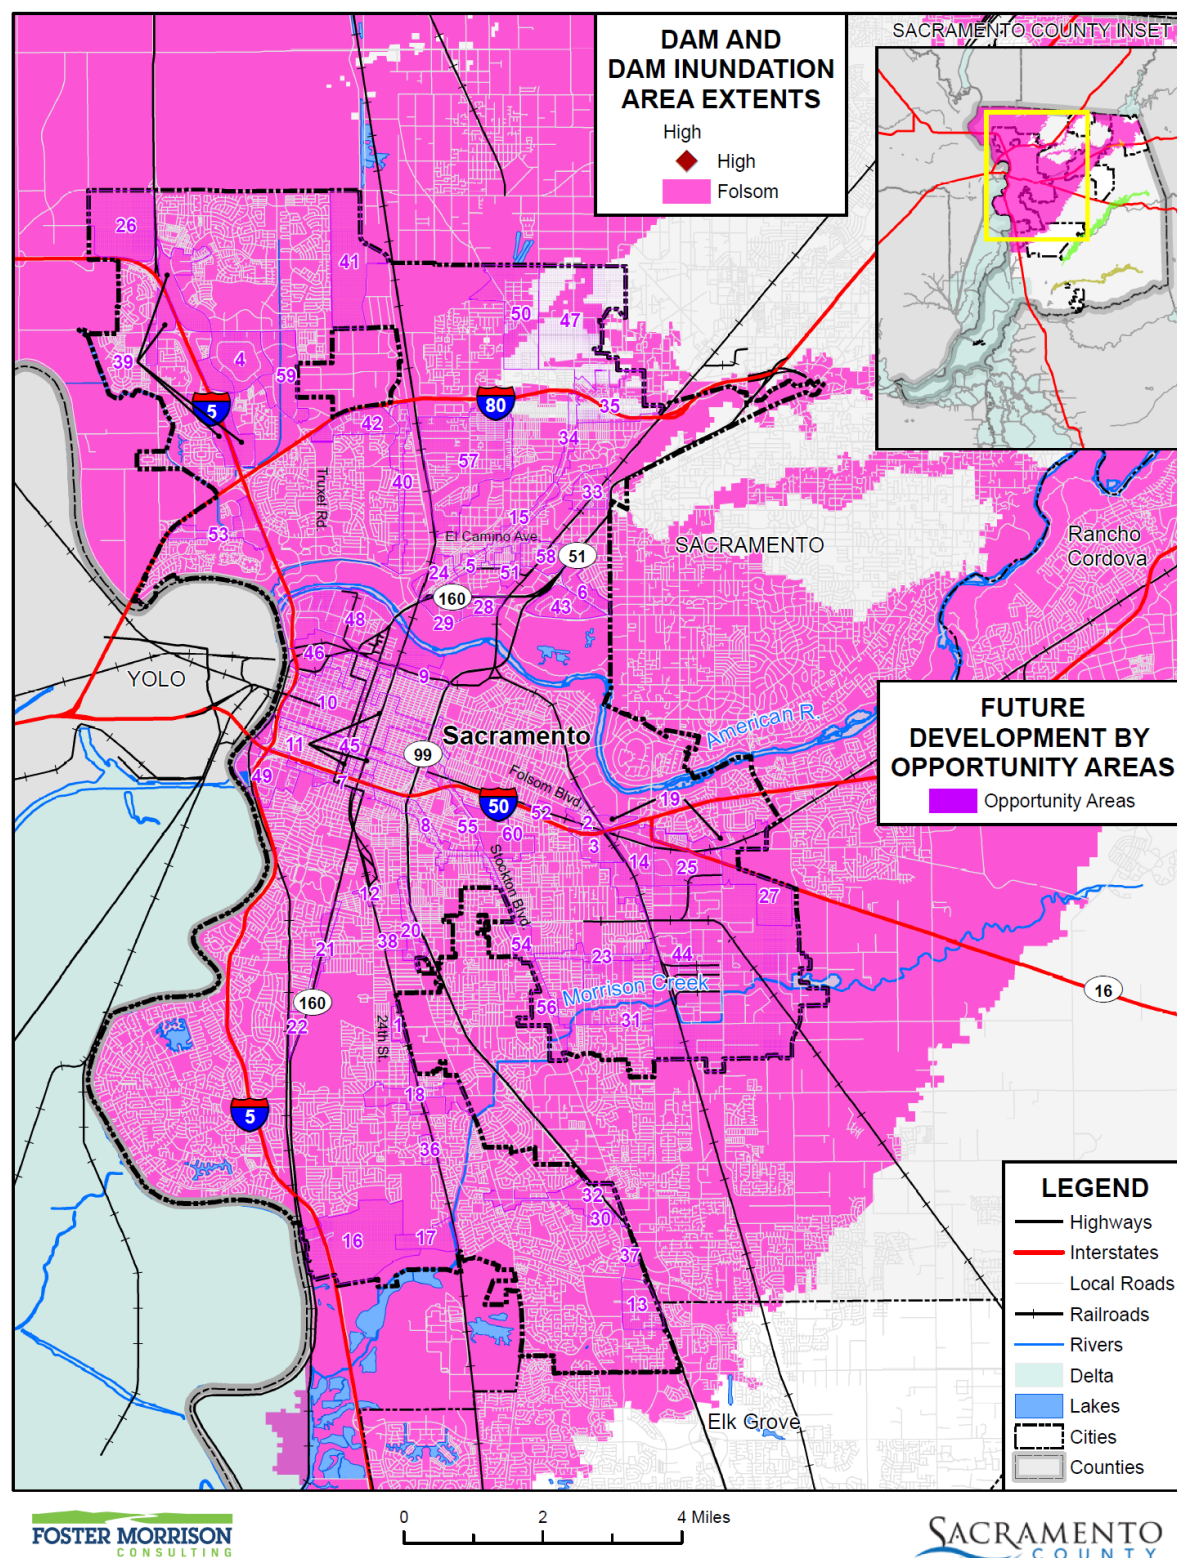 SACRAMENTO COUNTY INSET
DAM AND
DAM INUNDATION
AREA EXTENTS
High
High
Folsom
26
41
50
47
39
4
59
5
80
35
42
34
57
Truxel Rd.
40
33
15
53
El Camino Ave.
58
51
SACRAMENTO
Rancho
Cordova
24
5
51
160
28
6
43
29
48
46
YOLO
9
10
FUTURE
DEVELOPMENT BY
OPPORTUNITY AREAS
Opportunity Areas
American R.
11
45
Sacramento
99
49
7
Folsom Blvd.
50
52
19
2
8
55
60
3
Stockton Blvd.
14
25
12
27
20
38
54
21
23
44
Morrison Creek
160
56
16
22
24th St.
1
31
18
5
36
32
30
16
17
37
13
Elk Grove
LEGEND
Highways
Interstates
Local Roads
Railroads
Rivers
Delta
Lakes
Cities
Counties
0 2 4 Miles
FOSTER MORRISON
CONSULTING
SACRAMENTO
COUNTY